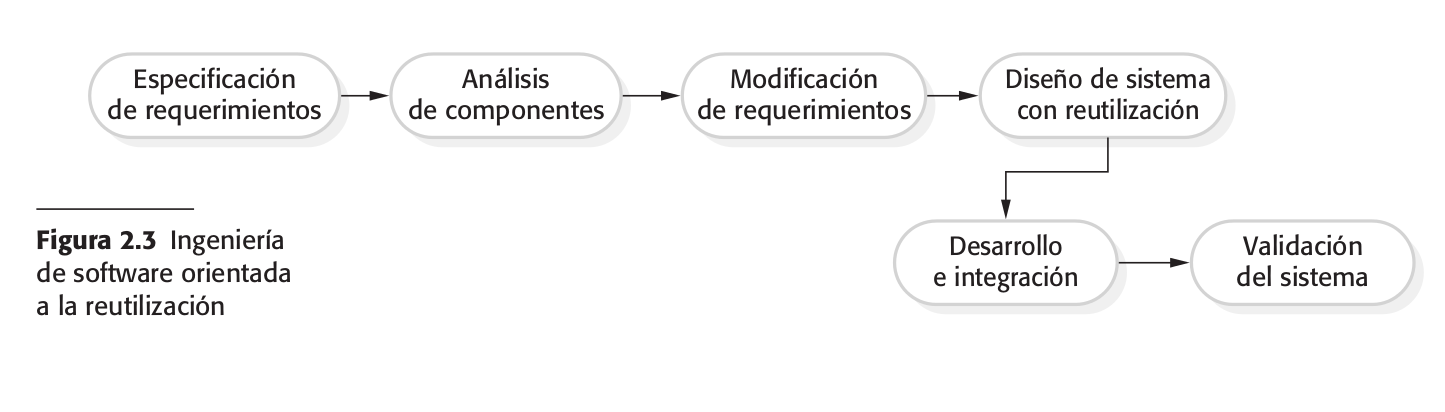 Especificación
de requerimientos
Análisis
de componentes
Modificación
de requerimientos
Diseño de sistema
con reutilización
Desarrollo
e integración
Validación
del sistema
Figura 2.3 Ingeniería
de software orientada
a la reutilización